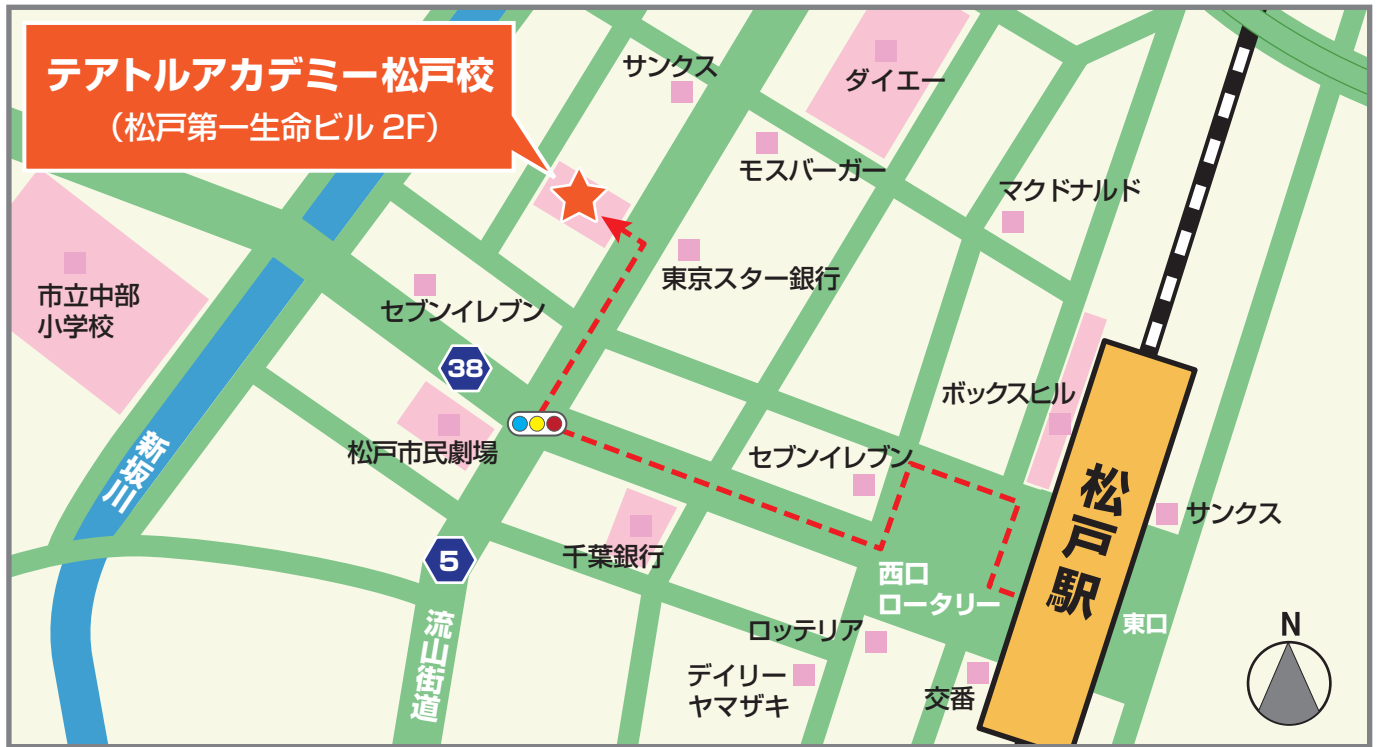 テアトルアカデミー松戸校
（松戸第一生命ビル 2F）
サンクス
ダイエー
モスバーガー
マクドナルド
東京スター銀行
市立中部
小学校
セブンイレブン
38
ボックスヒル
松戸市民劇場
セブンイレブン
新坂川
松戸駅
サンクス
千葉銀行
5
西口
ロータリー
流山街道
ロッテリア
東口
N
デイリー
ヤマザキ
交番